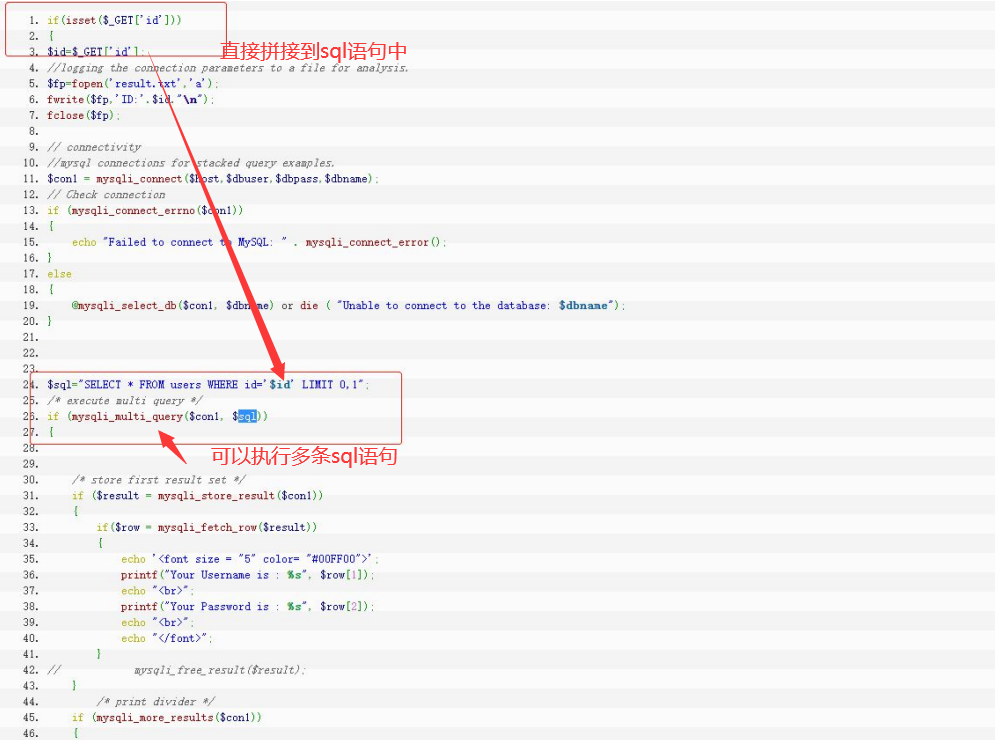 1. if(isset($_GET['id']))
2. {
3. $id=$_GET['id'];
直接拼接到sql语句中
4. //logging the connection parameters to a file for analysis.
5. $fp=fopen('result.txt','a');
6. fwrite($fp,'ID:'.$id."\n");
7. fclose($fp);
8.
9. // connectivity
10. //mysql connections for stacked query examples.
11. $con1 = mysqli_connect($host,$dbuser,$dbpass,$dbname);
12. // Check connection
13. if (mysqli_connect_errno($con1))
14. {
15. echo "Failed to connect to MySQL: " . mysqli_connect_error();
16. }
17. else
18. {
19. @mysqli_select_db($con1, $dbname) or die ( "Unable to connect to the database: $dbname");
20. }
21.
22.
23.
24. $sql="SELECT * FROM users WHERE id='$id' LIMIT 0,1";
25. /* execute multi query */
26. if (mysqli_multi_query($con1, $sql))
27. {
28.
可以执行多条sql语句
29.
30. /* store first result set */
31. if ($result = mysqli_store_result($con1))
32. {
33. if($row = mysqli_fetch_row($result))
34. {
35. echo '<font size = "5" color= "#00FF00">';
36. printf("Your Username is : %s", $row[1]);
37. echo "<br>";
38. printf("Your Password is : %s", $row[2]);
39. echo "<br>";
40. echo "</font>";
41. }
42. // mysqli_free_result($result);
43. }
44. /* print divider */
45. if (mysqli_more_results($con1))
46. {